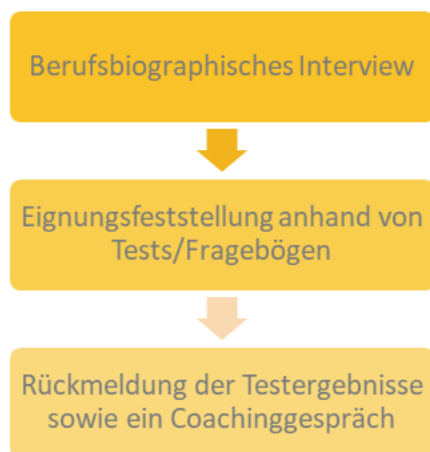 Berufsbiographisches Interview
Eignungsfeststellung anhand von
Tests/Fragebögen
Rückmeldung der Testergebnisse
sowie ein Coachinggespräch